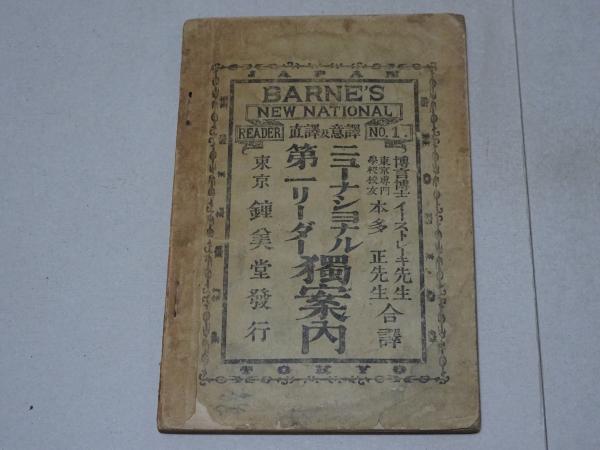 JAPAN
BARNE'S
NEW NATIONAL
READER 直譯及意譯 NO.1.
博言博士イーストレーキ先生
東京專門學校校友 本多正先生 合譯
ニューナショナル
第一リーダー獨案内
東京 鍾美堂發行
TOKYO